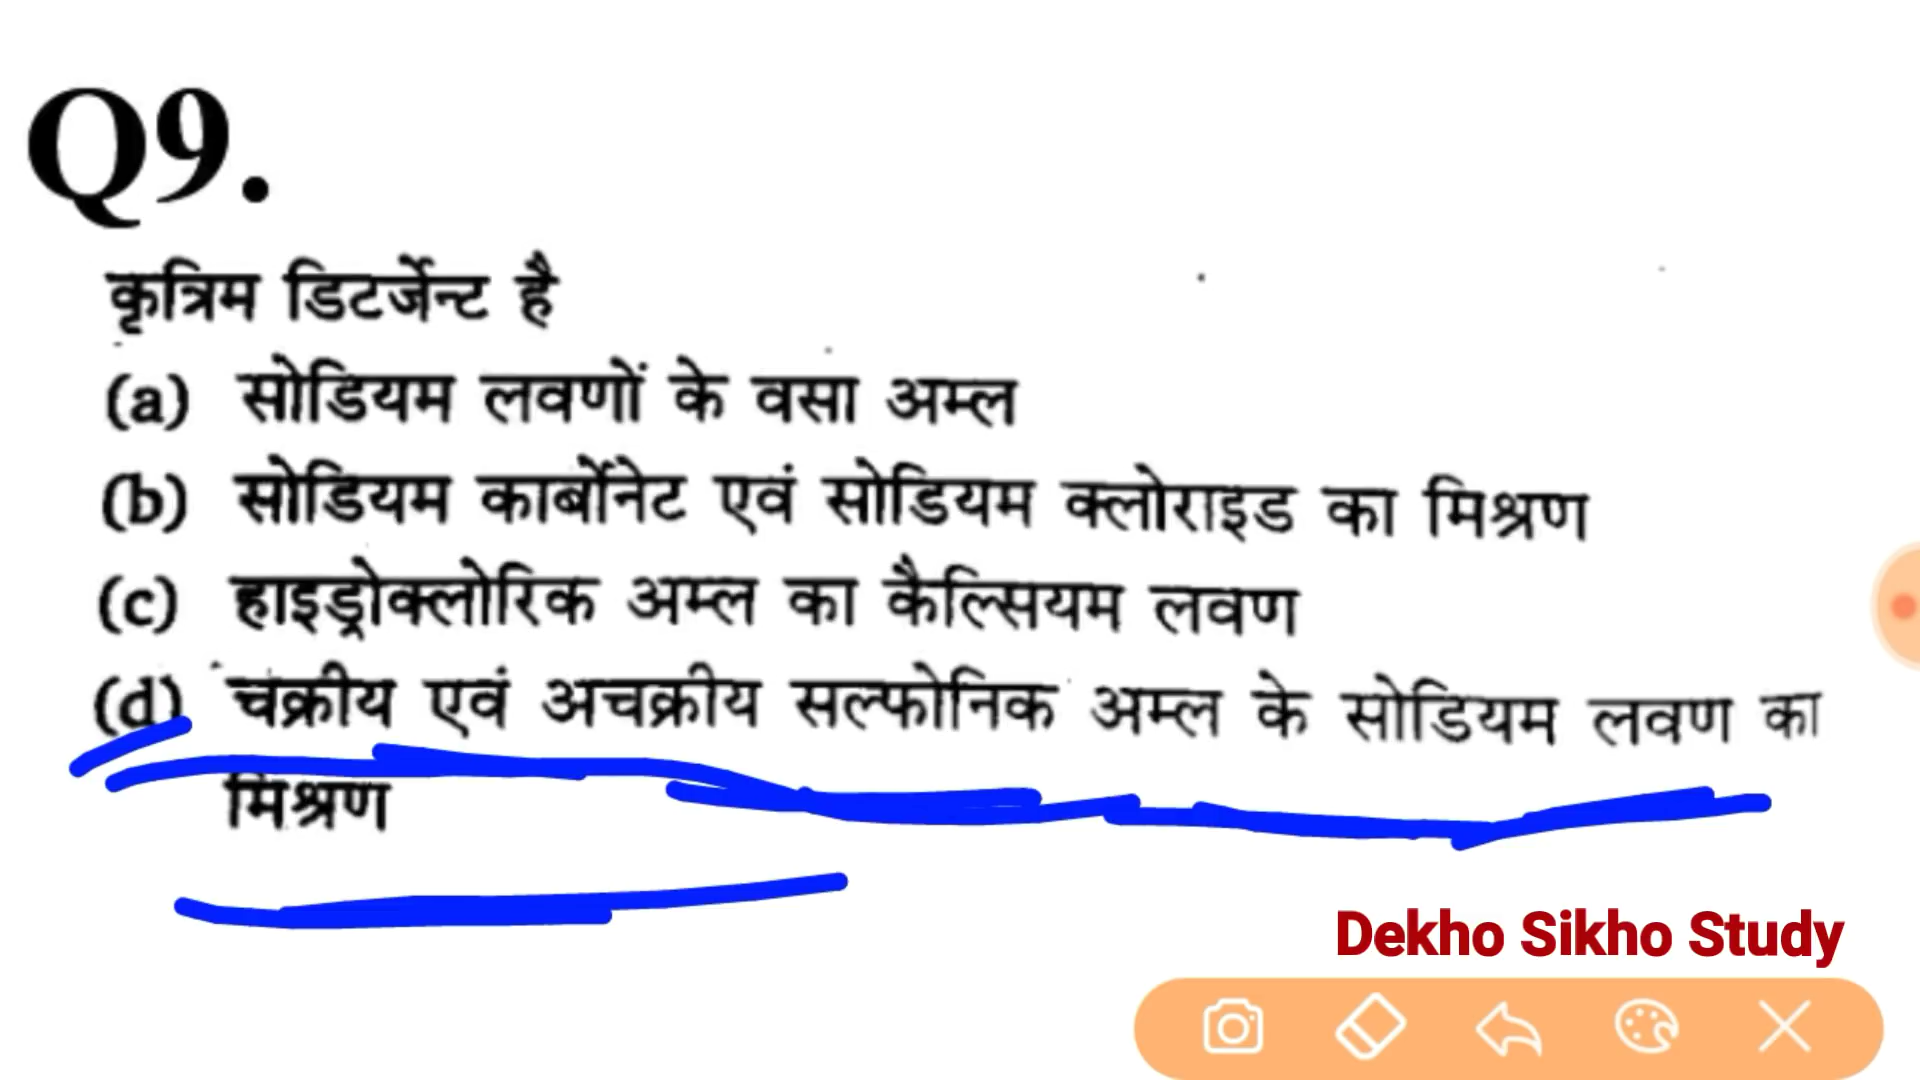 Q9.
कृत्रिम डिटर्जेन्ट है
(a) सोडियम लवणों के वसा अम्ल
(b) सोडियम कार्बोनेट एवं सोडियम क्लोराइड का मिश्रण
(c) हाइड्रोक्लोरिक अम्ल का कैल्सियम लवण
(d) चक्रीय एवं अचक्रीय सल्फोनिक अम्ल के सोडियम लवण का
मिश्रण
Dekho Sikho Study